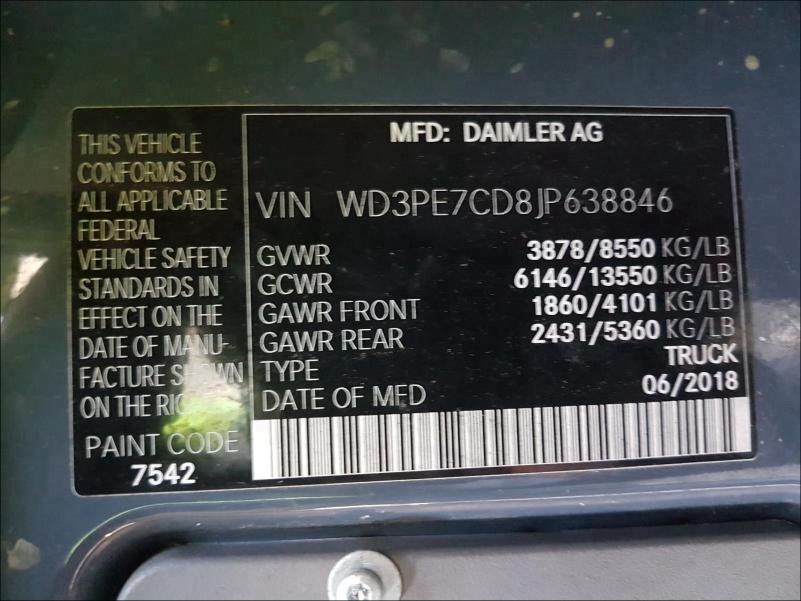 THIS VEHICLE
CONFORMS TO
ALL APPLICABLE
FEDERAL
VEHICLE SAFETY
STANDARDS IN
EFFECT ON THE
DATE OF MANU-
FACTURE SHOWN
ON THE
PAINT CODE
7542
MFD: DAIMLER AG
VIN WD3PE7CD8JP638846
GVWR 3878/8550 KG/LB
GCWR 6146/13550 KG/LB
GAWR FRONT 1860/4101 KG/LB
GAWR REAR 2431/5360 KG/LB
TYPE TRUCK
DATE OF MFD 06/2018